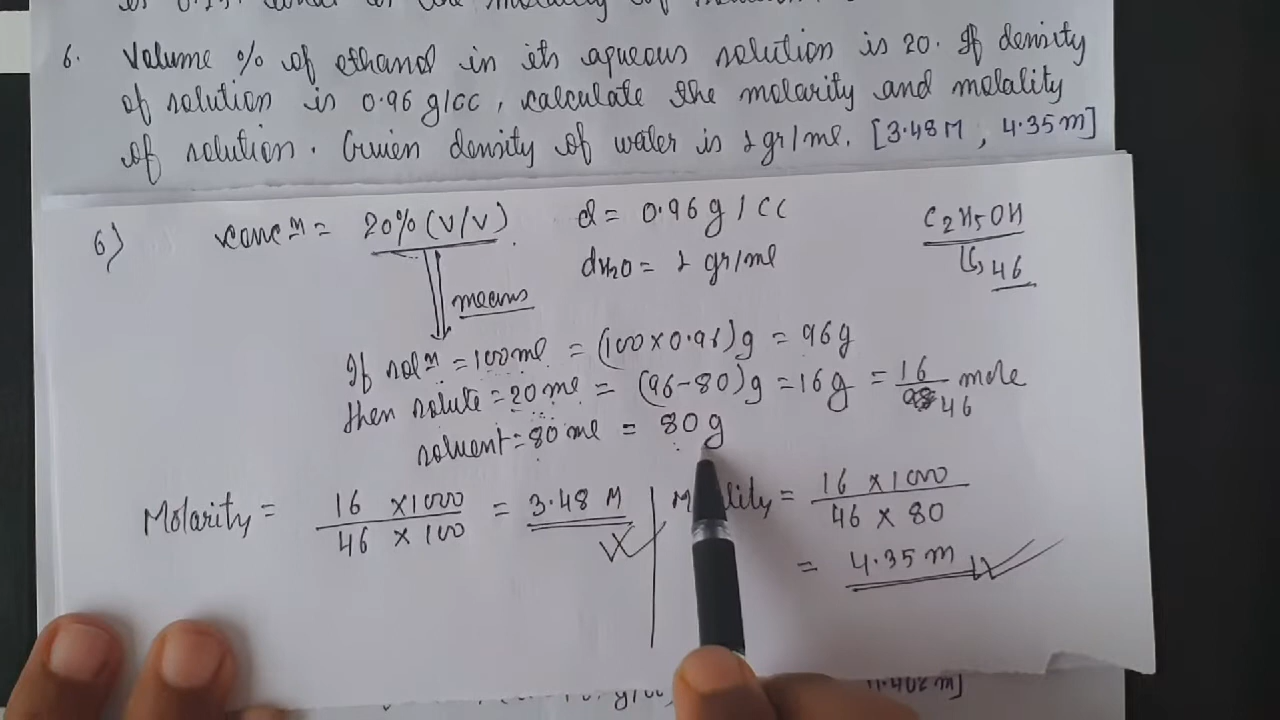 6. Volume % of ethanol in its aqueous solution is 20. If density
of solution is 0.96 g/cc, calculate the molarity and molality
of solution. Given density of water is 1 gr/ml. [3.48 M, 4.35 m]
6) concⁿ = 20% (V/V) d = 0.96 g/cc C₂H₅OH
dH₂O = 1 gr/ml 46
means
If solⁿ = 100 ml = (100 × 0.96) g = 96 g
then solute = 20 ml = (96-80) g = 16 g = 16/46 mole
solvent = 80 ml = 80 g
Molarity = 16 × 1000 / 46 × 100 = 3.48 M
= 16 × 1000 / 46 × 80
= 4.35 m